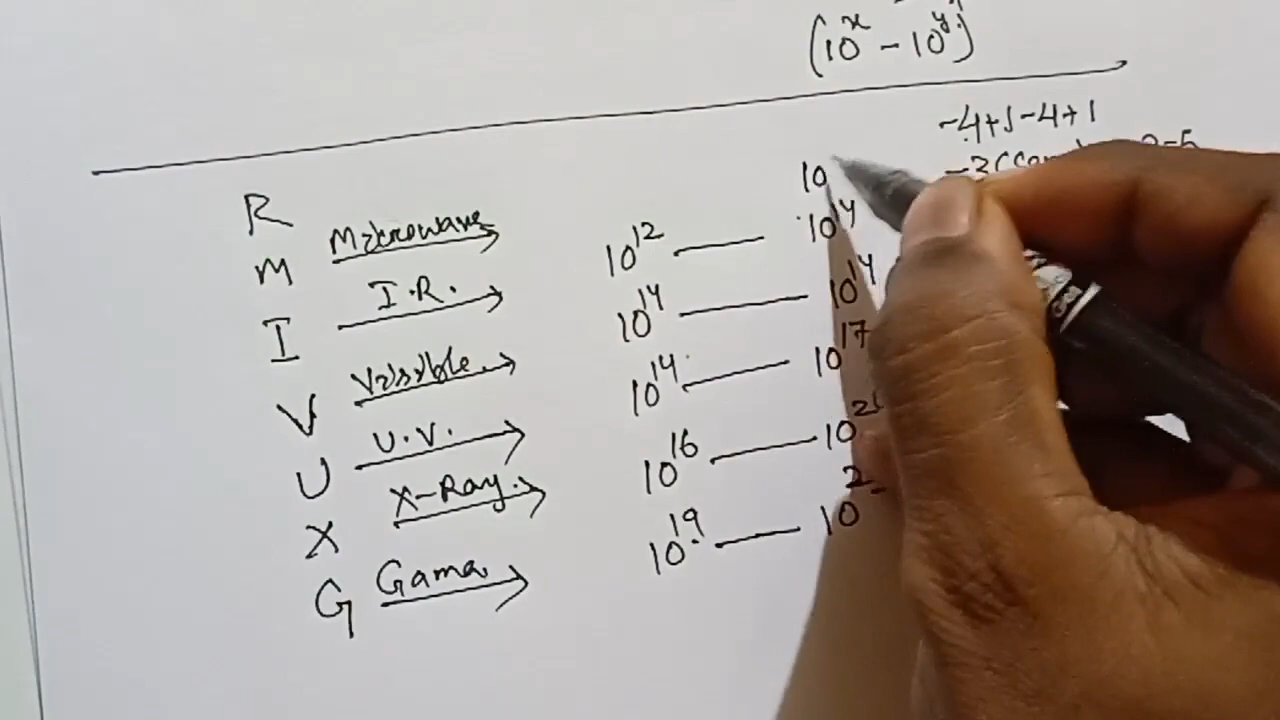 (10^x - 10^y)
-4+1-4+1
R
10
M Microwave
10^12 — 10^14
I I.R.
10^14 — 10^14
V Visible
10^14 — 10^17
U U.V.
10^16 — 10
X X-Ray.
10^19 — 10
G Gama